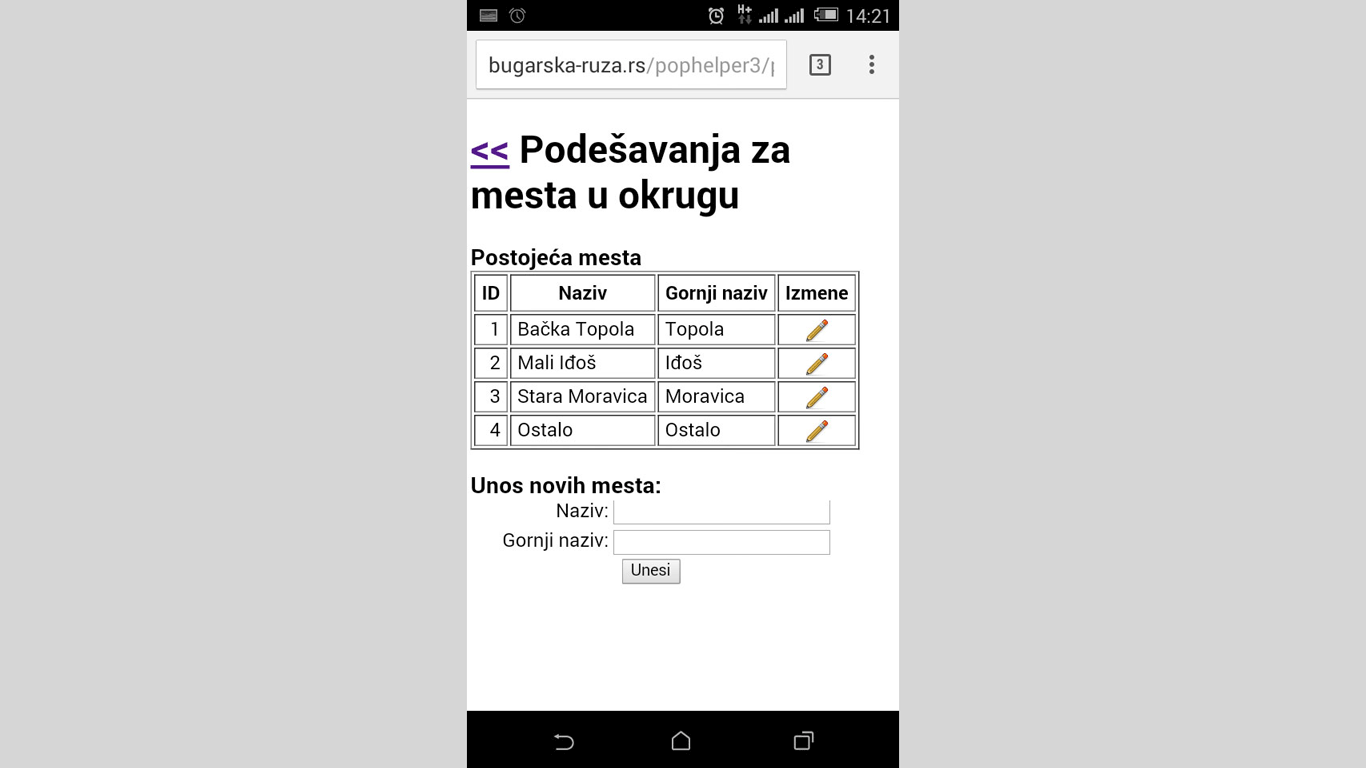 H+ 14:21
bugarska-ruza.rs/pophelper3/
3
<< Podešavanja za
mesta u okrugu
Postojeća mesta
ID Naziv Gornji naziv Izmene
1 Bačka Topola Topola
2 Mali Iđoš Iđoš
3 Stara Moravica Moravica
4 Ostalo Ostalo
Unos novih mesta:
Naziv:
Gornji naziv:
Unesi